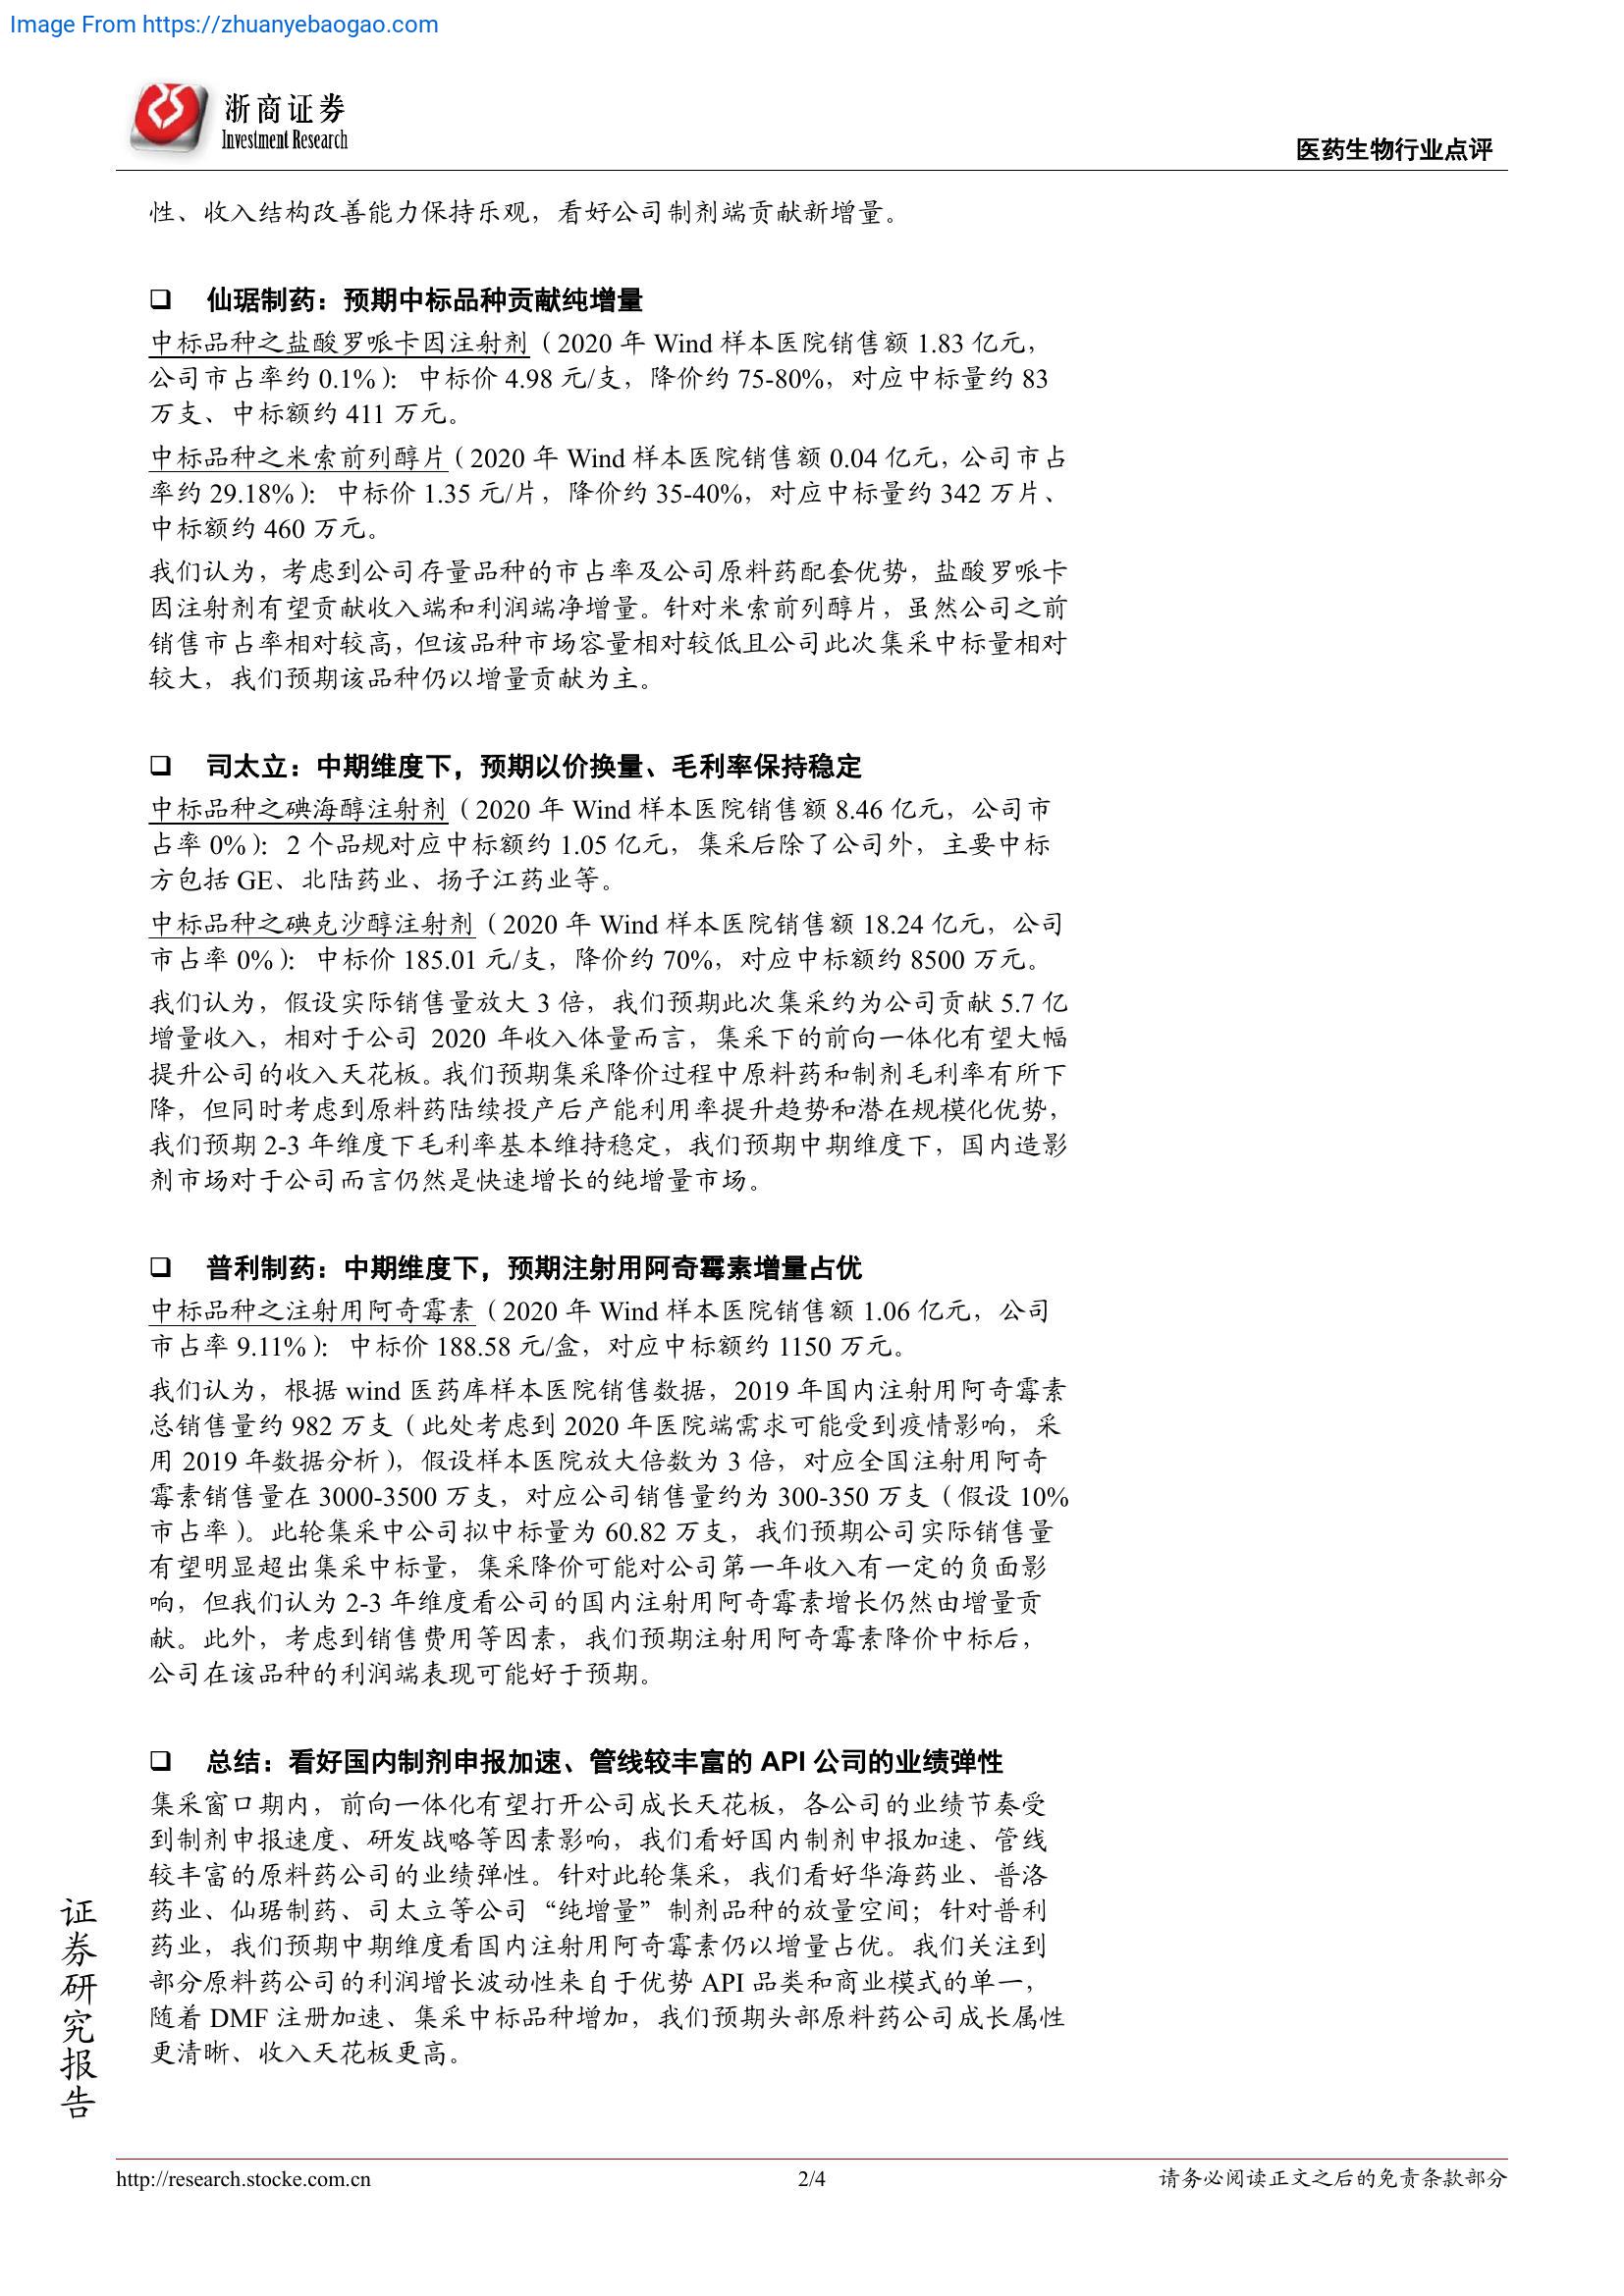 Image From https://zhuanyebaogao.com
浙商证券
Investment Research
医药生物行业点评
性、收入结构改善能力保持乐观，看好公司制剂端贡献新增量。
❑ 仙琚制药：预期中标品种贡献纯增量
中标品种之盐酸罗哌卡因注射剂（2020 年 Wind 样本医院销售额 1.83 亿元，
公司市占率约 0.1%）：中标价 4.98 元/支，降价约 75-80%，对应中标量约 83
万支、中标额约 411 万元。
中标品种之米索前列醇片（2020 年 Wind 样本医院销售额 0.04 亿元，公司市占
率约 29.18%）：中标价 1.35 元/片，降价约 35-40%，对应中标量约 342 万片、
中标额约 460 万元。
我们认为，考虑到公司存量品种的市占率及公司原料药配套优势，盐酸罗哌卡
因注射剂有望贡献收入端和利润端净增量。针对米索前列醇片，虽然公司之前
销售市占率相对较高，但该品种市场容量相对较低且公司此次集采中标量相对
较大，我们预期该品种仍以增量贡献为主。
❑ 司太立：中期维度下，预期以价换量、毛利率保持稳定
中标品种之碘海醇注射剂（2020 年 Wind 样本医院销售额 8.46 亿元，公司市
占率 0%）：2 个品规对应中标额约 1.05 亿元，集采后除了公司外，主要中标
方包括 GE、北陆药业、扬子江药业等。
中标品种之碘克沙醇注射剂（2020 年 Wind 样本医院销售额 18.24 亿元，公司
市占率 0%）：中标价 185.01 元/支，降价约 70%，对应中标额约 8500 万元。
我们认为，假设实际销售量放大 3 倍，我们预期此次集采约为公司贡献 5.7 亿
增量收入，相对于公司 2020 年收入体量而言，集采下的前向一体化有望大幅
提升公司的收入天花板。我们预期集采降价过程中原料药和制剂毛利率有所下
降，但同时考虑到原料药陆续投产后产能利用率提升趋势和潜在规模化优势，
我们预期 2-3 年维度下毛利率基本维持稳定，我们预期中期维度下，国内造影
剂市场对于公司而言仍然是快速增长的纯增量市场。
❑ 普利制药：中期维度下，预期注射用阿奇霉素增量占优
中标品种之注射用阿奇霉素（2020 年 Wind 样本医院销售额 1.06 亿元，公司
市占率 9.11%）：中标价 188.58 元/盒，对应中标额约 1150 万元。
我们认为，根据 wind 医药库样本医院销售数据，2019 年国内注射用阿奇霉素
总销售量约 982 万支（此处考虑到 2020 年医院端需求可能受到疫情影响，采
用 2019 年数据分析），假设样本医院放大倍数为 3 倍，对应全国注射用阿奇
霉素销售量在 3000-3500 万支，对应公司销售量约为 300-350 万支（假设 10%
市占率）。此轮集采中公司拟中标量为 60.82 万支，我们预期公司实际销售量
有望明显超出集采中标量，集采降价可能对公司第一年收入有一定的负面影
响，但我们认为 2-3 年维度看公司的国内注射用阿奇霉素增长仍然由增量贡
献。此外，考虑到销售费用等因素，我们预期注射用阿奇霉素降价中标后，
公司在该品种的利润端表现可能好于预期。
❑ 总结：看好国内制剂申报加速、管线较丰富的 API 公司的业绩弹性
集采窗口期内，前向一体化有望打开公司成长天花板，各公司的业绩节奏受
到制剂申报速度、研发战略等因素影响，我们看好国内制剂申报加速、管线
较丰富的原料药公司的业绩弹性。针对此轮集采，我们看好华海药业、普洛
药业、仙琚制药、司太立等公司“纯增量”制剂品种的放量空间；针对普利
药业，我们预期中期维度看国内注射用阿奇霉素仍以增量占优。我们关注到
部分原料药公司的利润增长波动性来自于优势 API 品类和商业模式的单一，
随着 DMF 注册加速、集采中标品种增加，我们预期头部原料药公司成长属性
更清晰、收入天花板更高。
证券研究报告
http://research.stocke.com.cn
2/4
请务必阅读正文之后的免责条款部分